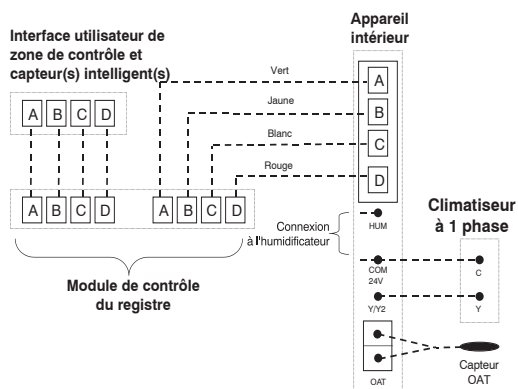 Interface utilisateur de
zone de contrôle et
capteur(s) intelligent(s)
A B C D
A B C D
A B C D
Module de contrôle
du registre
Vert
Jaune
Blanc
Rouge
Appareil
intérieur
A
B
C
D
HUM
Connexion
à l'humidificateur
COM
24V
Y/Y2
OAT
Climatiseur
à 1 phase
C
Y
Capteur
OAT